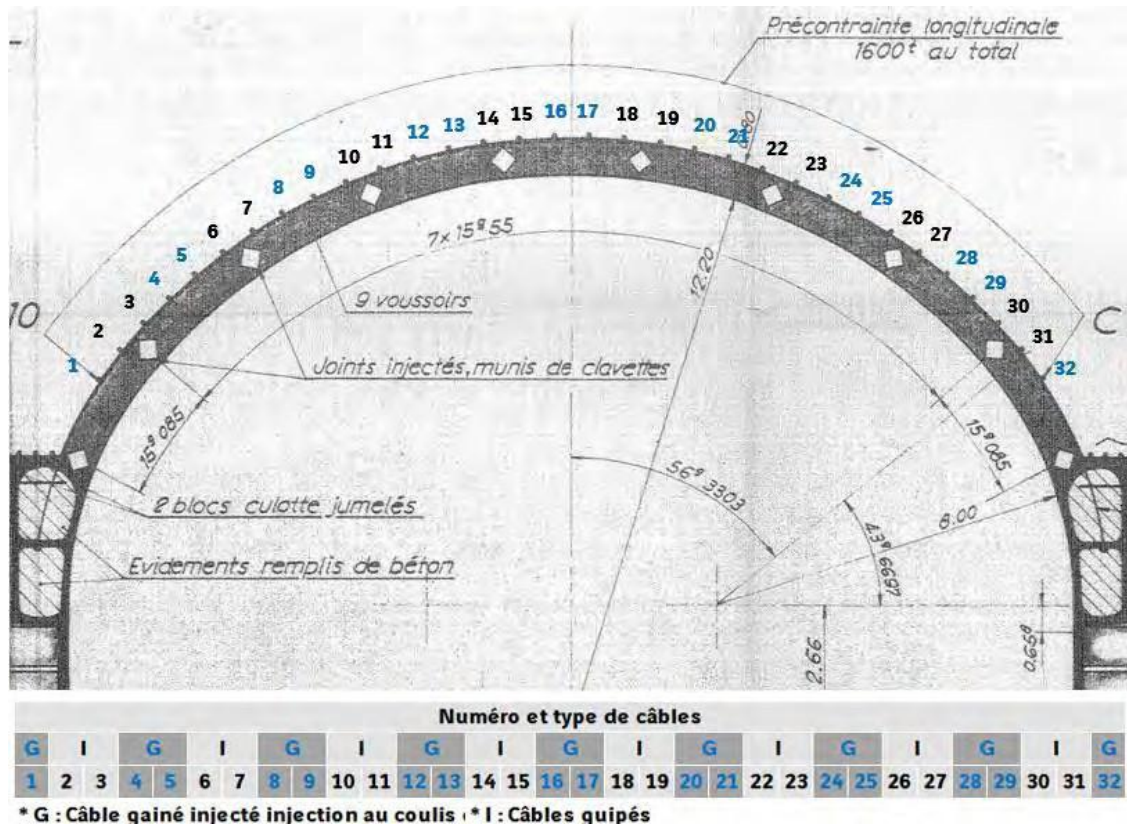 Précontrainte longitudinale
1600t au total
1 2 3 4 5 6 7 8 9 10 11 12 13 14 15 16 17 18 19 20 21 22 23 24 25 26 27 28 29 30 31 32
10
C
7x 15g 55
12.20
9 voussoirs
Joints injectés, munis de clavettes
15g 085
15g 085
56g 3303
43g 6697
8.00
2 blocs culotte jumelés
Evidements remplis de béton
2.66
Numéro et type de câbles
G I G I G I G I G I G I G I G I G
1 2 3 4 5 6 7 8 9 10 11 12 13 14 15 16 17 18 19 20 21 22 23 24 25 26 27 28 29 30 31 32
* G : Câble gainé injecté injection au coulis * I : Câbles guipés